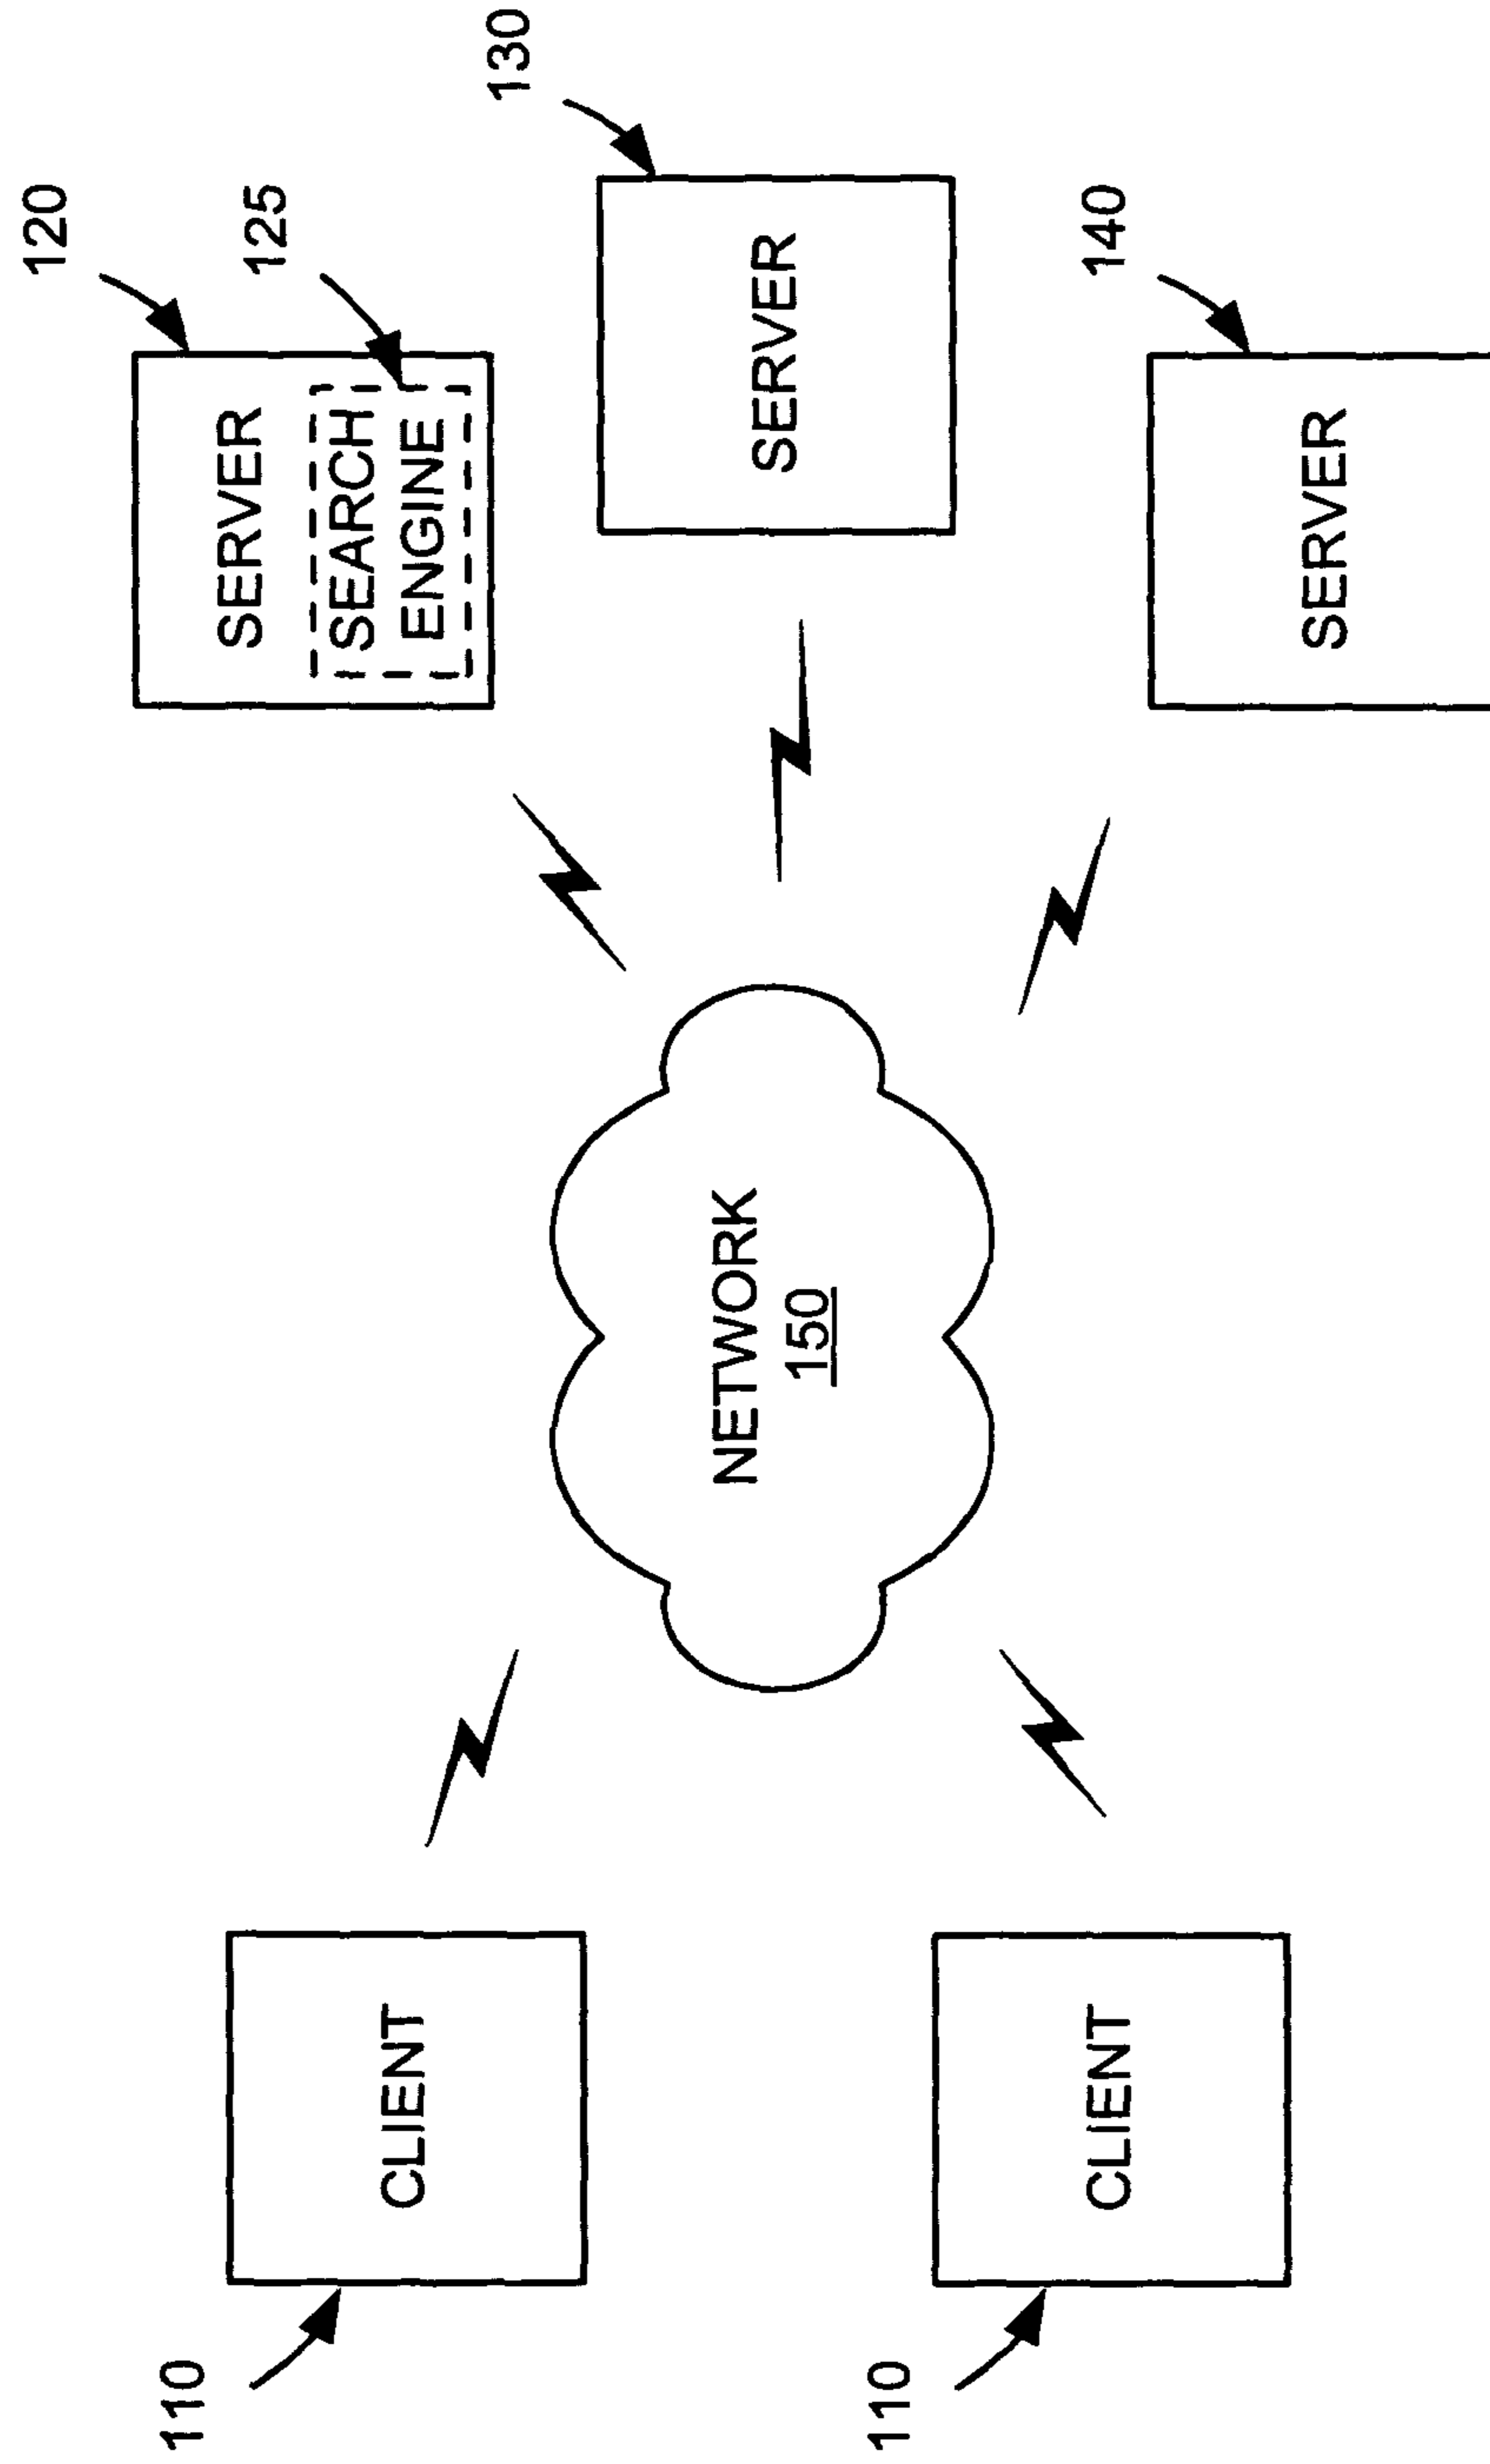 120
SERVER
125
SEARCH
ENGINE
110
CLIENT
130
SERVER
NETWORK
150
140
SERVER
110
CLIENT